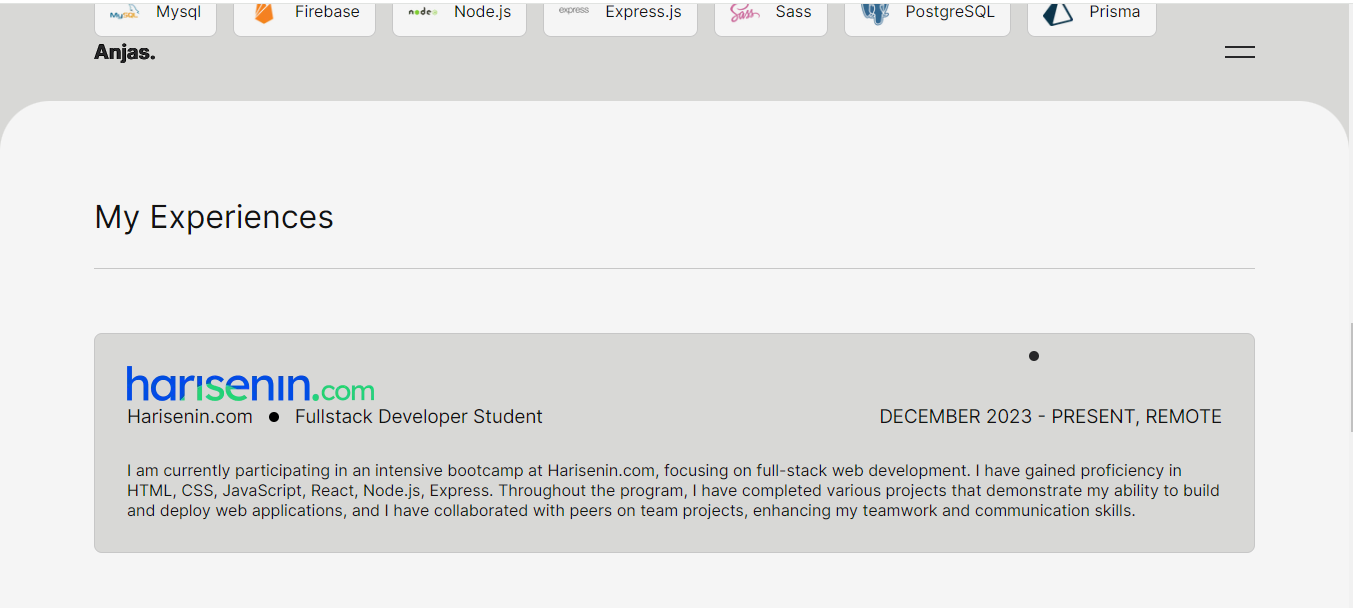 MySQL Mysql Firebase node Node.js express Express.js Sass Sass PostgreSQL Prisma
Anjas.
My Experiences
harisenin.com
Harisenin.com ● Fullstack Developer Student DECEMBER 2023 - PRESENT, REMOTE
I am currently participating in an intensive bootcamp at Harisenin.com, focusing on full-stack web development. I have gained proficiency in
HTML, CSS, JavaScript, React, Node.js, Express. Throughout the program, I have completed various projects that demonstrate my ability to build
and deploy web applications, and I have collaborated with peers on team projects, enhancing my teamwork and communication skills.